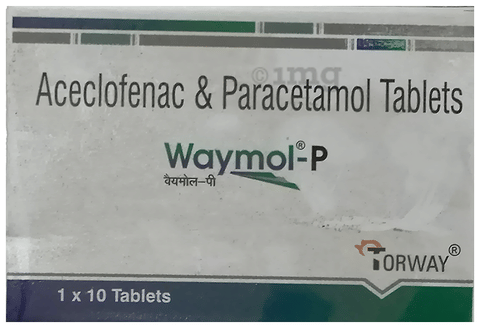 ©1mg
Aceclofenac & Paracetamol Tablets
Waymol®-P
वैयमोल-पी
TORWAY®
1 x 10 Tablets